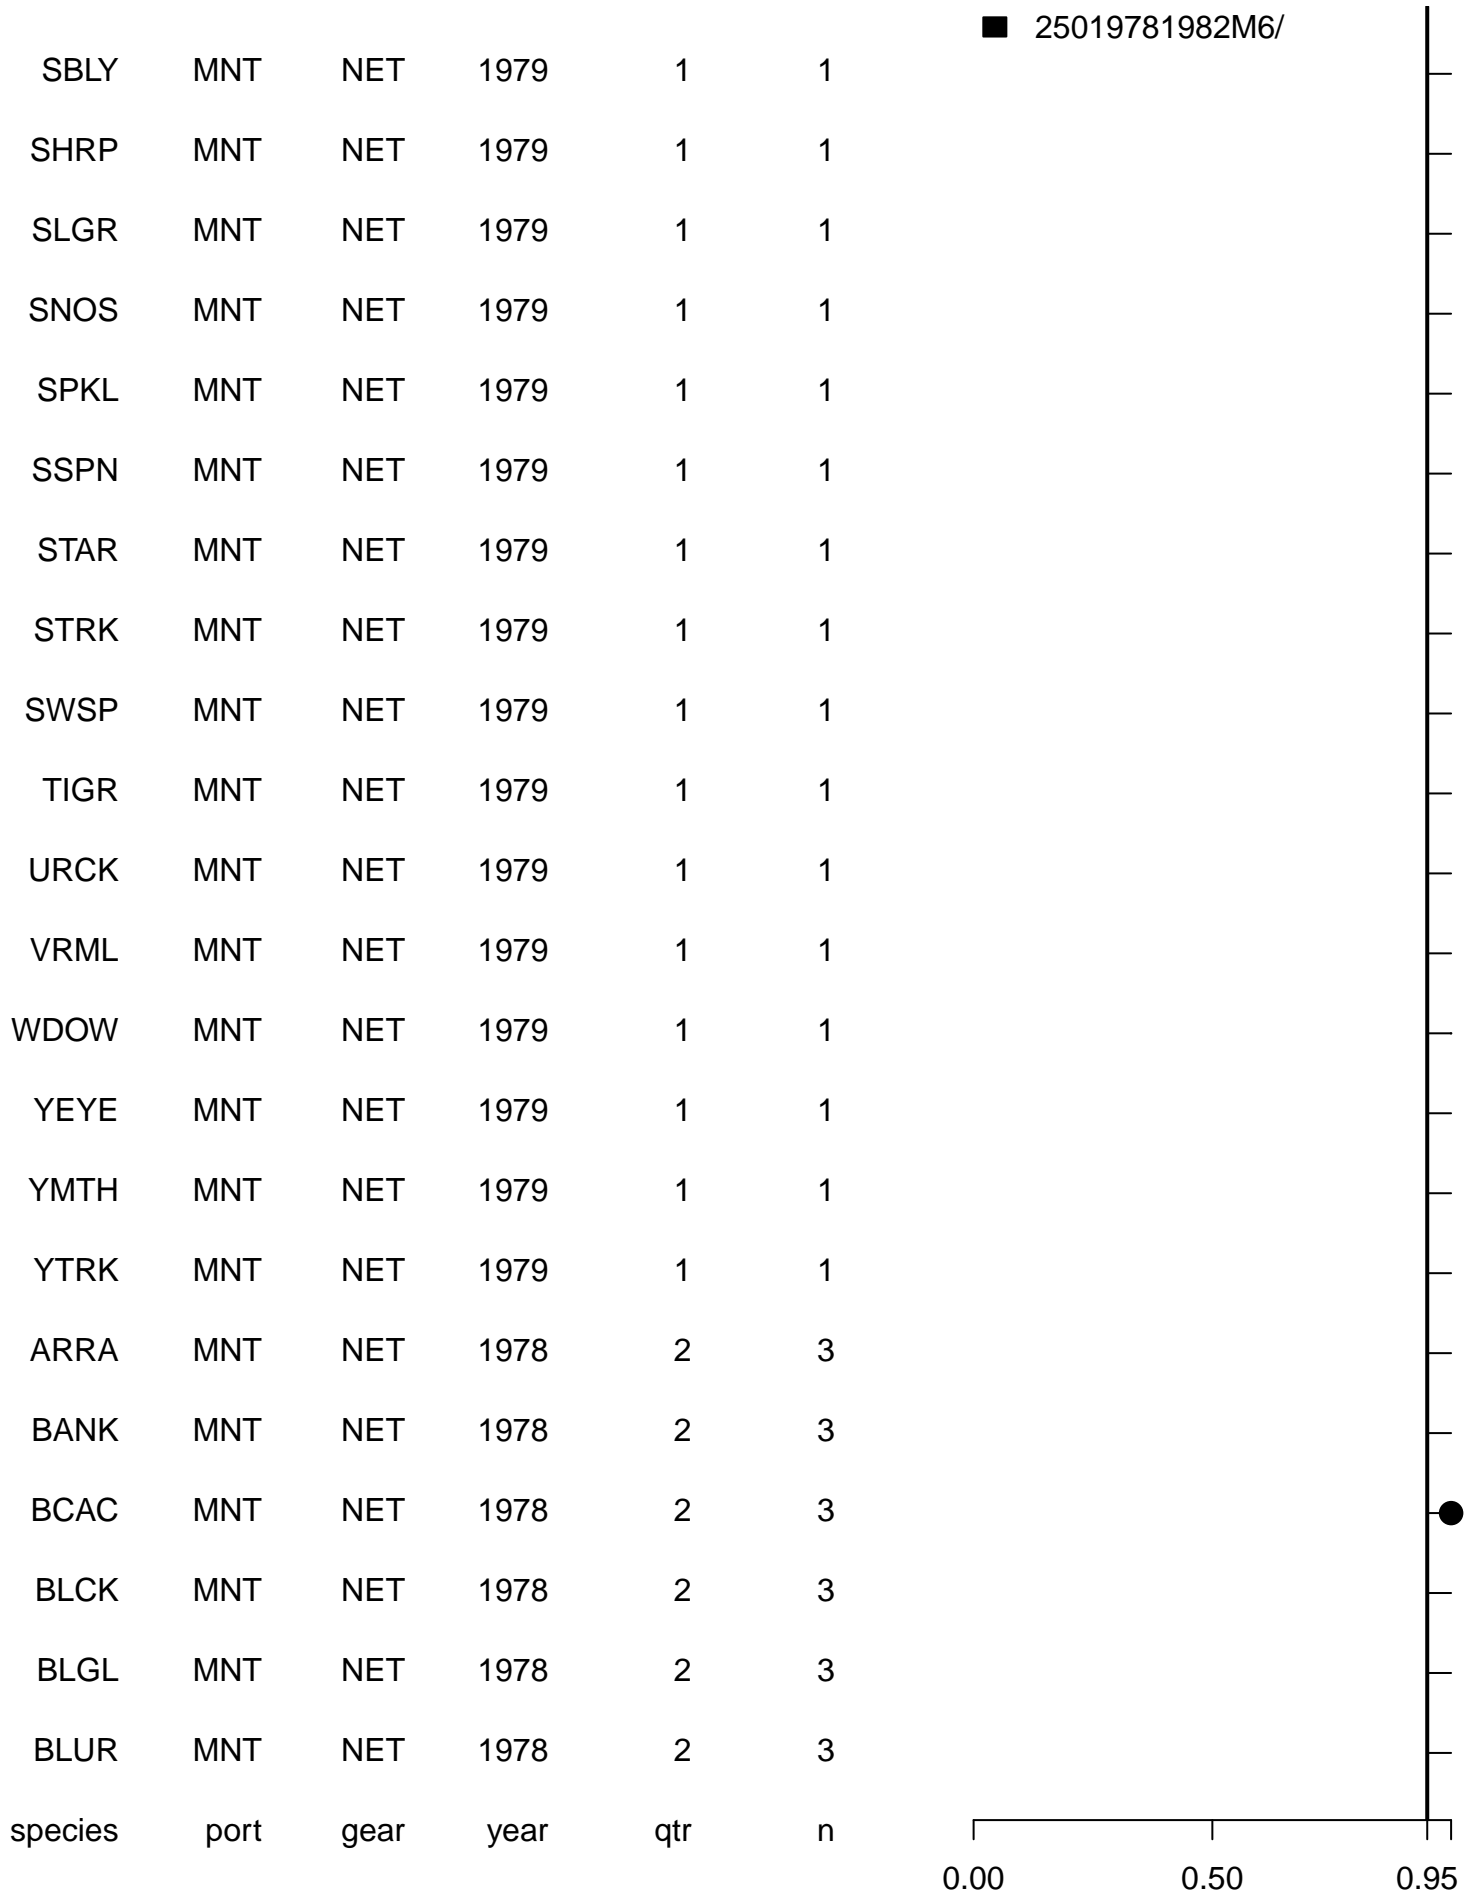 25019781982M6/
SBLY MNT NET 1979 1 1
SHRP MNT NET 1979 1 1
SLGR MNT NET 1979 1 1
SNOS MNT NET 1979 1 1
SPKL MNT NET 1979 1 1
SSPN MNT NET 1979 1 1
STAR MNT NET 1979 1 1
STRK MNT NET 1979 1 1
SWSP MNT NET 1979 1 1
TIGR MNT NET 1979 1 1
URCK MNT NET 1979 1 1
VRML MNT NET 1979 1 1
WDOW MNT NET 1979 1 1
YEYE MNT NET 1979 1 1
YMTH MNT NET 1979 1 1
YTRK MNT NET 1979 1 1
ARRA MNT NET 1978 2 3
BANK MNT NET 1978 2 3
BCAC MNT NET 1978 2 3
BLCK MNT NET 1978 2 3
BLGL MNT NET 1978 2 3
BLUR MNT NET 1978 2 3
species port gear year qtr n
0.00 0.50 0.95